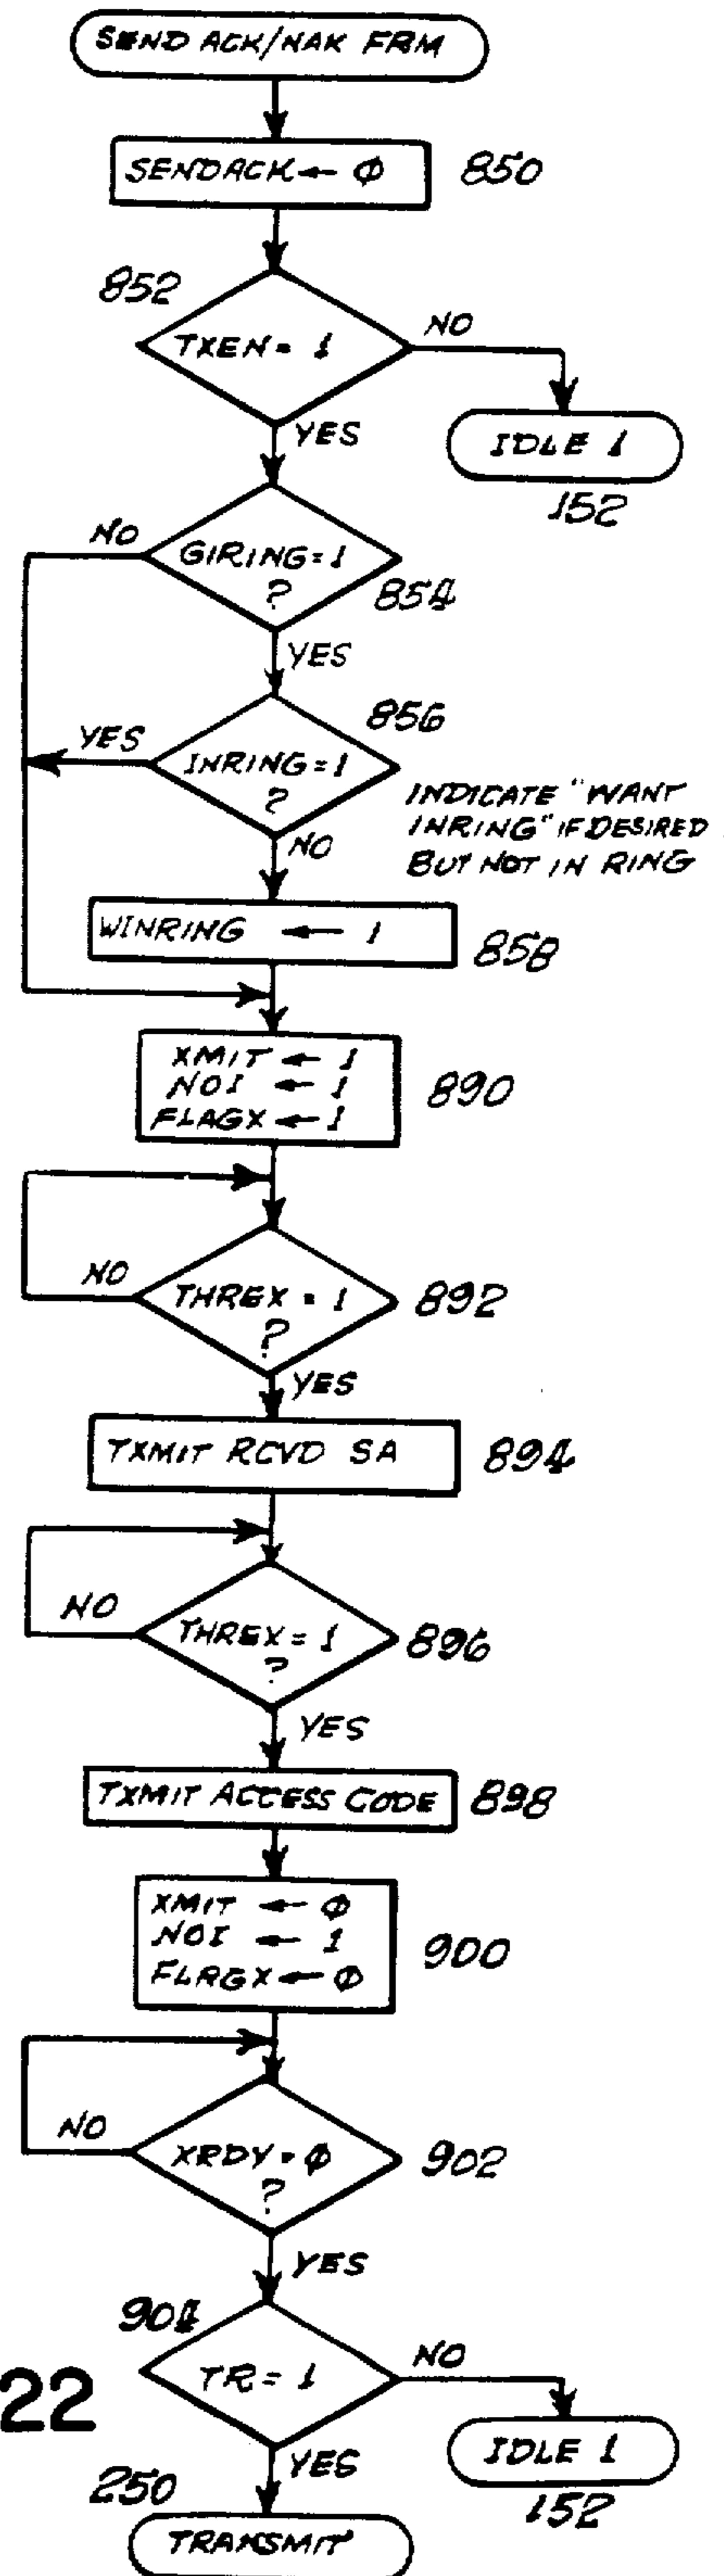 SEND ACK/NAK FRM
SENDACK ← Φ
850
852
TXEN = 1
NO
YES
IDLE 1
152
NO
GIRING = 1
?
854
YES
856
YES
INRING = 1
?
INDICATE "WANT
INRING" IF DESIRED
BUT NOT IN RING
NO
WINRING ← 1
858
XMIT ← 1
NOI ← 1
FLAGX ← 1
890
NO
THREX = 1
?
892
YES
TXMIT RCVD SA
894
NO
THREX = 1
?
896
YES
TXMIT ACCESS CODE
898
XMIT ← Φ
NOI ← 1
FLAGX ← Φ
900
NO
XRDY = Φ
?
902
YES
904
TR = 1
NO
22
YES
IDLE 1
152
250
TRANSMIT